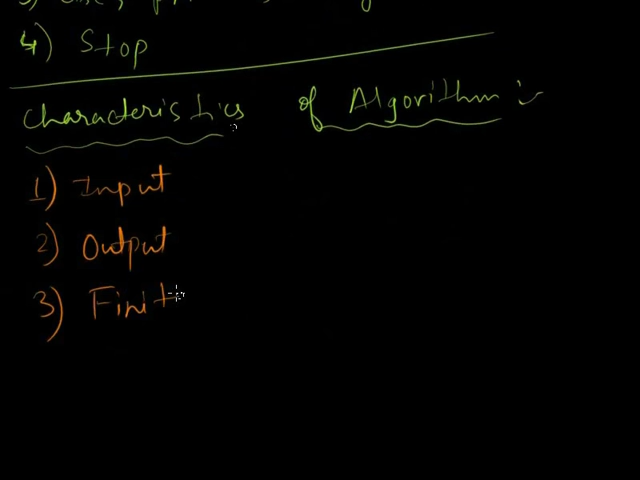 4) Stop
Characteristics of Algorithm :-
1) Input
2) Output
3) Finit